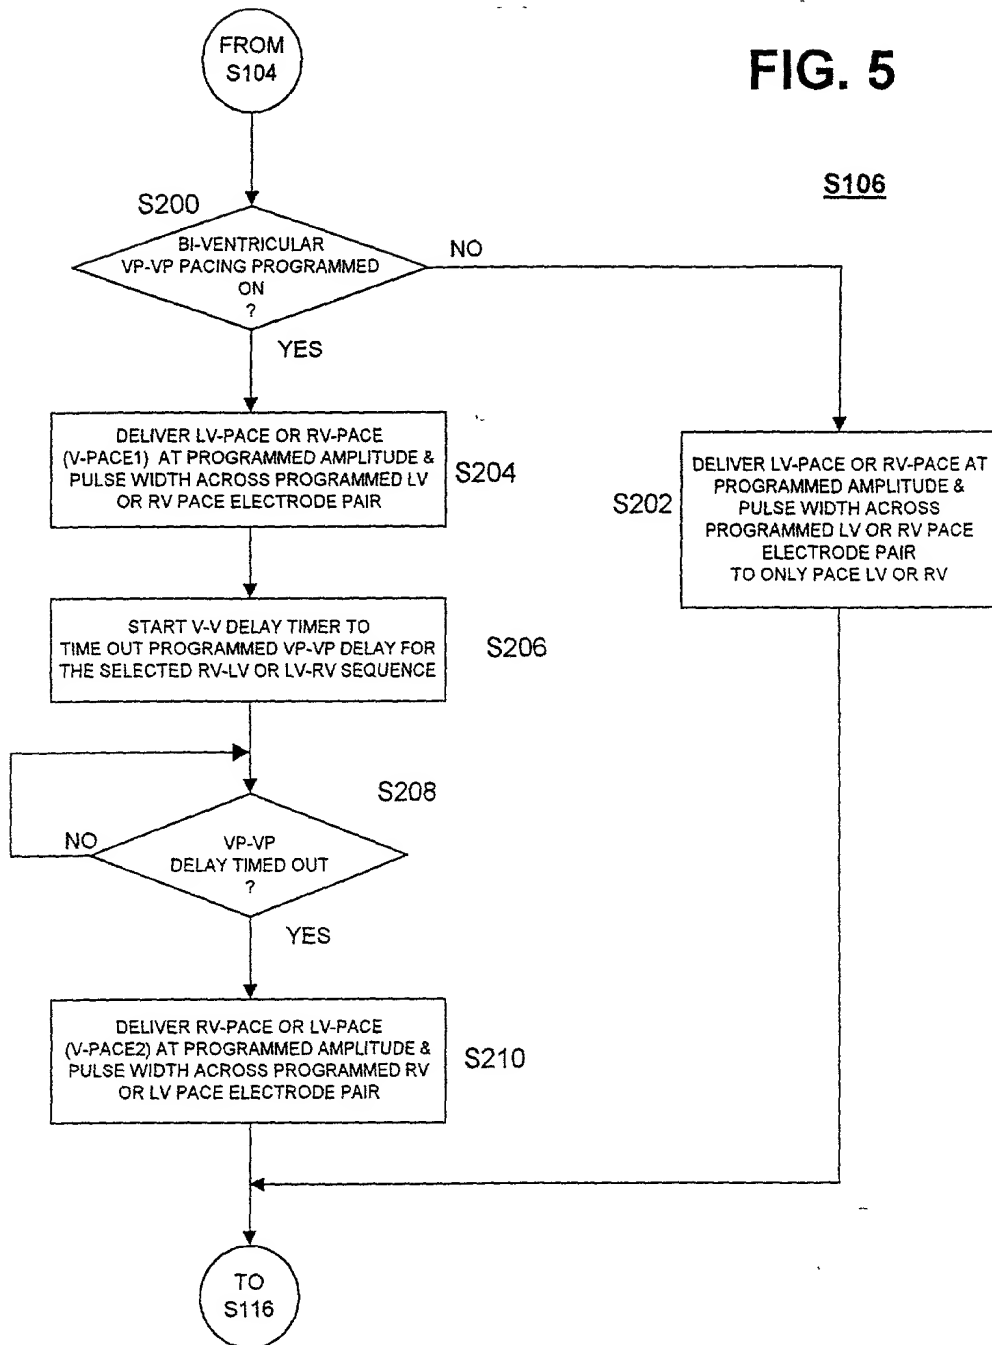 FROM
S104
FIG. 5
S106
S200
BI-VENTRICULAR
VP-VP PACING PROGRAMMED
ON
?
NO
YES
DELIVER LV-PACE OR RV-PACE
(V-PACE1) AT PROGRAMMED AMPLITUDE &
PULSE WIDTH ACROSS PROGRAMMED LV
OR RV PACE ELECTRODE PAIR
S204
S202
DELIVER LV-PACE OR RV-PACE AT
PROGRAMMED AMPLITUDE &
PULSE WIDTH ACROSS
PROGRAMMED LV OR RV PACE
ELECTRODE PAIR
TO ONLY PACE LV OR RV
START V-V DELAY TIMER TO
TIME OUT PROGRAMMED VP-VP DELAY FOR
THE SELECTED RV-LV OR LV-RV SEQUENCE
S206
S208
NO
VP-VP
DELAY TIMED OUT
?
YES
DELIVER RV-PACE OR LV-PACE
(V-PACE2) AT PROGRAMMED AMPLITUDE &
PULSE WIDTH ACROSS PROGRAMMED RV
OR LV PACE ELECTRODE PAIR
S210
TO
S116